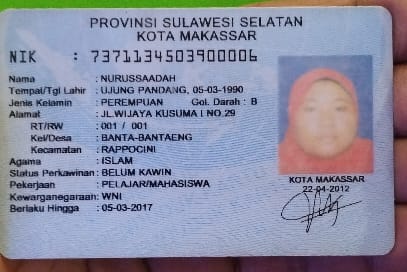 PROVINSI SULAWESI SELATAN
KOTA MAKASSAR
NIK : 7371134503900006
Nama : NURUSSAADAH
Tempat/Tgl Lahir : UJUNG PANDANG, 05-03-1990
Jenis Kelamin : PEREMPUAN Gol. Darah : B
Alamat : JL.WIJAYA KUSUMA I NO.29
RT/RW : 001 / 001
Kel/Desa : BANTA-BANTAENG
Kecamatan : RAPPOCINI
Agama : ISLAM
Status Perkawinan : BELUM KAWIN
Pekerjaan : PELAJAR/MAHASISWA
Kewarganegaraan : WNI
Berlaku Hingga : 05-03-2017
KOTA MAKASSAR
22-04-2012